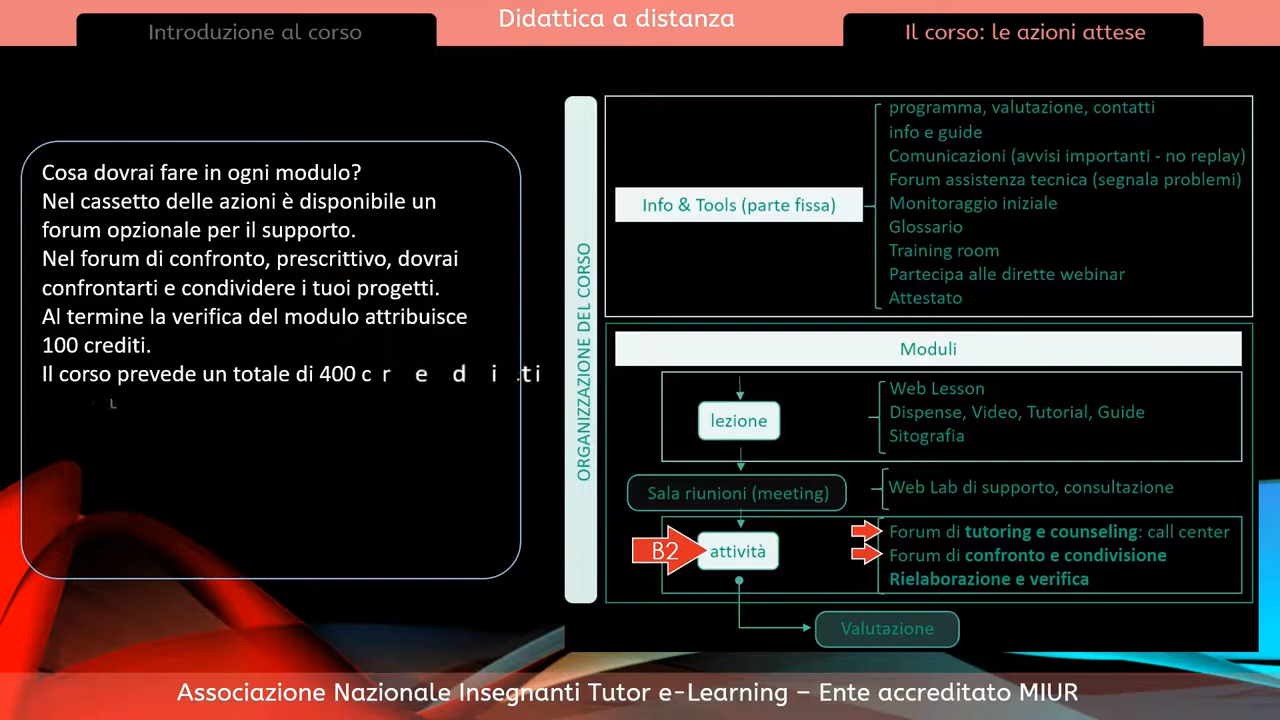 Didattica a distanza
Introduzione al corso
Il corso: le azioni attese
Cosa dovrai fare in ogni modulo?
Nel cassetto delle azioni è disponibile un
forum opzionale per il supporto.
Nel forum di confronto, prescrittivo, dovrai
confrontarti e condividere i tuoi progetti.
Al termine la verifica del modulo attribuisce
100 crediti.
Il corso prevede un totale di 400 crediti
ORGANIZZAZIONE DEL CORSO
Info & Tools (parte fissa)
programma, valutazione, contatti
info e guide
Comunicazioni (avvisi importanti - no replay)
Forum assistenza tecnica (segnala problemi)
Monitoraggio iniziale
Glossario
Training room
Partecipa alle dirette webinar
Attestato
Moduli
lezione
Web Lesson
Dispense, Video, Tutorial, Guide
Sitografia
Sala riunioni (meeting)
Web Lab di supporto, consultazione
B2
attività
Forum di tutoring e counseling: call center
Forum di confronto e condivisione
Rielaborazione e verifica
Valutazione
Associazione Nazionale Insegnanti Tutor e-Learning – Ente accreditato MIUR